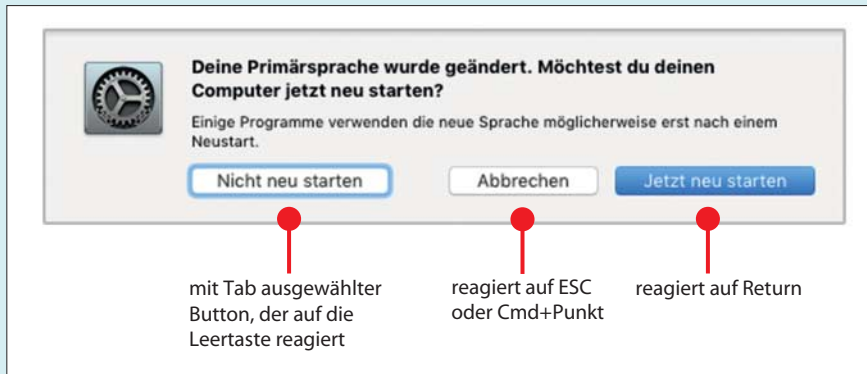 Deine Primärsprache wurde geändert. Möchtest du deinen
Computer jetzt neu starten?
Einige Programme verwenden die neue Sprache möglicherweise erst nach einem
Neustart.
Nicht neu starten
Abbrechen
Jetzt neu starten
mit Tab ausgewählter
Button, der auf die
Leertaste reagiert
reagiert auf ESC
oder Cmd+Punkt
reagiert auf Return